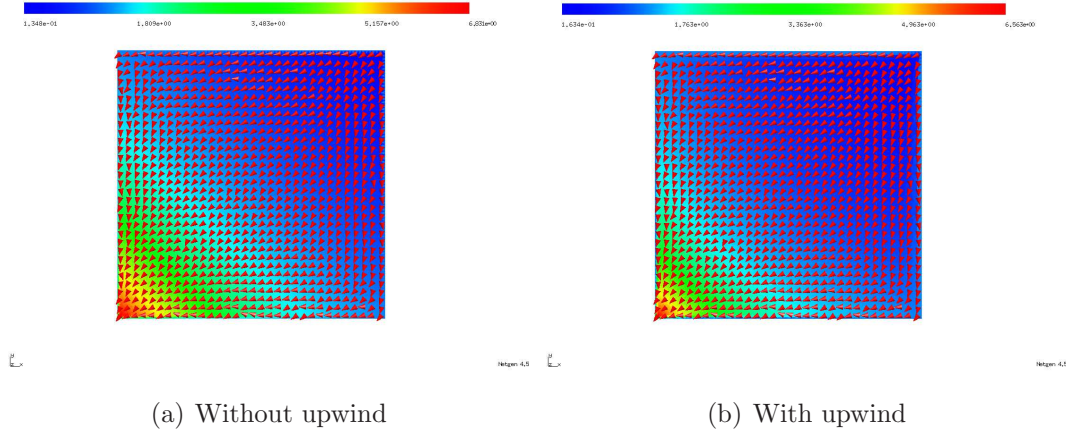 1.348e-01 1.809e+00 3.483e+00 5.157e+00 6.831e+00
1.634e-01 1.763e+00 3.363e+00 4.963e+00 6.563e+00
y
z x
Netgen 4.5
y
z x
Netgen 4.5
(a) Without upwind
(b) With upwind